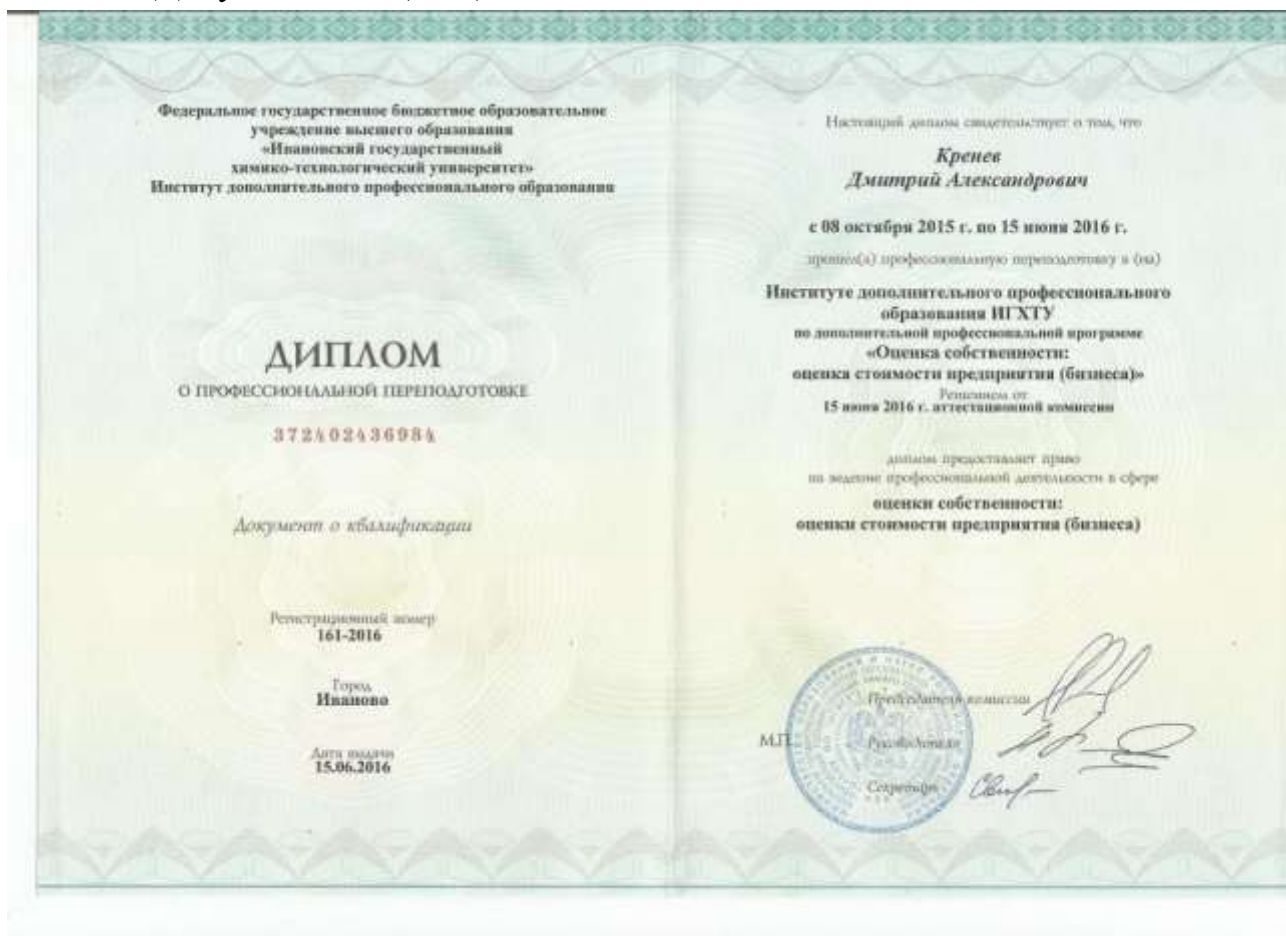 Федеральное государственное бюджетное образовательное
учреждение высшего образования
«Ивановский государственный
химико-технологический университет»
Институт дополнительного профессионального образования
ДИПЛОМ
О ПРОФЕССИОНАЛЬНОЙ ПЕРЕПОДГОТОВКЕ
372402436984
Документ о квалификации
Регистрационный номер
161-2016
Город
Иваново
Дата выдачи
15.06.2016
Настоящий диплом свидетельствует о том, что
Кренев
Дмитрий Александрович
с 08 октября 2015 г. по 15 июня 2016 г.
прошел(а) профессиональную переподготовку в (на)
Институте дополнительного профессионального
образования ИГХТУ
по дополнительной профессиональной программе
«Оценка собственности:
оценка стоимости предприятия (бизнеса)»
Решением от
15 июня 2016 г. аттестационной комиссии
диплом предоставляет право
на ведение профессиональной деятельности в сфере
оценки собственности:
оценки стоимости предприятия (бизнеса)
Председатель комиссии
М.П.
Руководитель
Секретарь